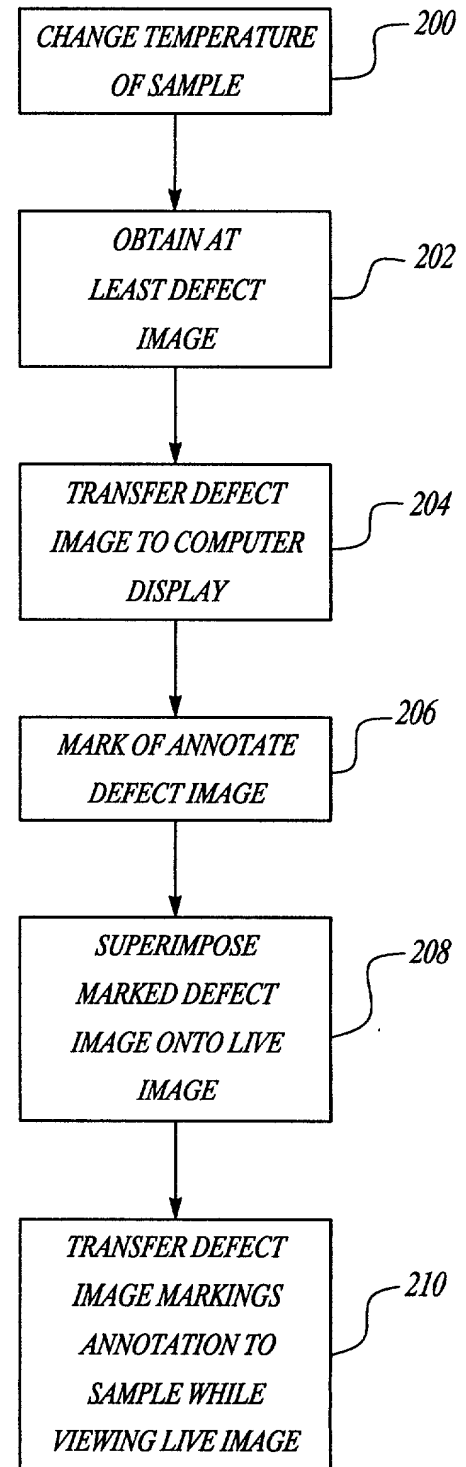 CHANGE TEMPERATURE
OF SAMPLE
200
OBTAIN AT
LEAST DEFECT
IMAGE
202
TRANSFER DEFECT
IMAGE TO COMPUTER
DISPLAY
204
MARK OF ANNOTATE
DEFECT IMAGE
206
SUPERIMPOSE
MARKED DEFECT
IMAGE ONTO LIVE
IMAGE
208
TRANSFER DEFECT
IMAGE MARKINGS
ANNOTATION TO
SAMPLE WHILE
VIEWING LIVE IMAGE
210